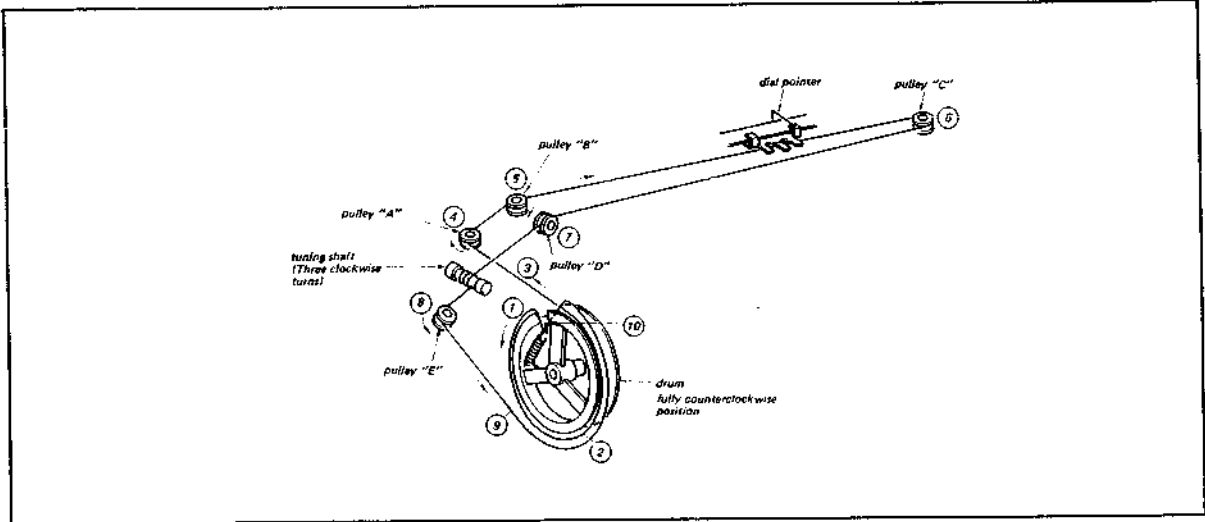 dial pointer
pulley "C"
6
pulley "B"
5
pulley "A"
4
7
tuning shaft
(Three clockwise
turns)
3
pulley "D"
8
1
10
pulley "E"
drum
fully counterclockwise
position
9
2